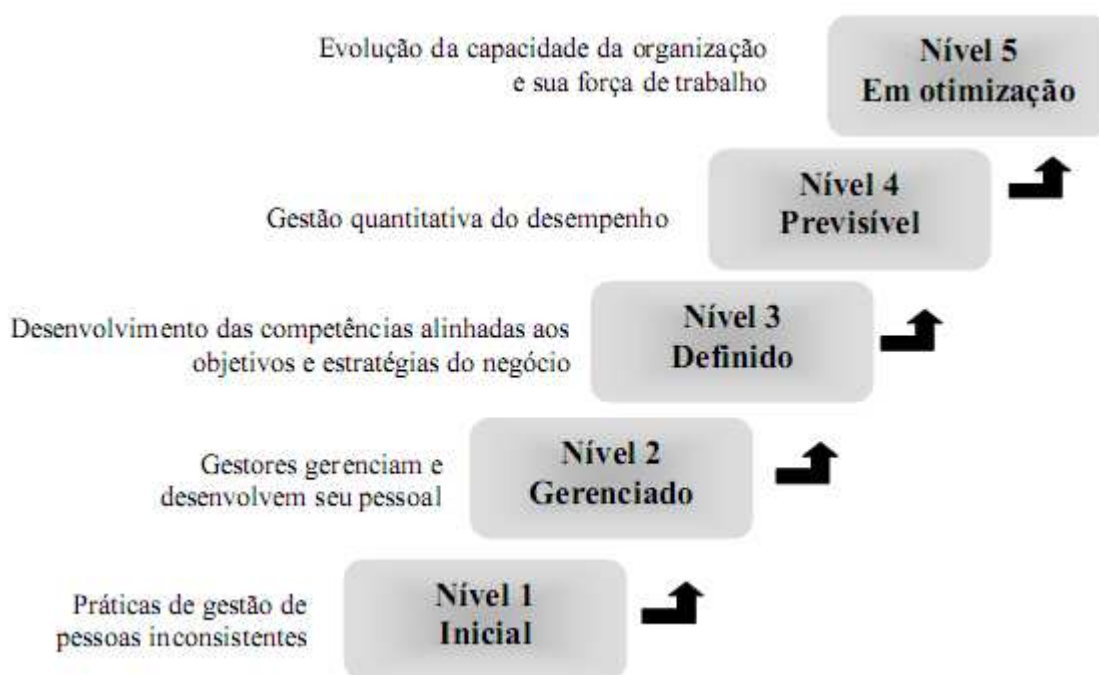 Evolução da capacidade da organização
e sua força de trabalho
Nível 5
Em otimização
Gestão quantitativa do desempenho
Nível 4
Previsível
Desenvolvimento das competências alinhadas aos
objetivos e estratégias do negócio
Nível 3
Definido
Gestores gerenciam e
desenvolvem seu pessoal
Nível 2
Gerenciado
Práticas de gestão de
pessoas inconsistentes
Nível 1
Inicial